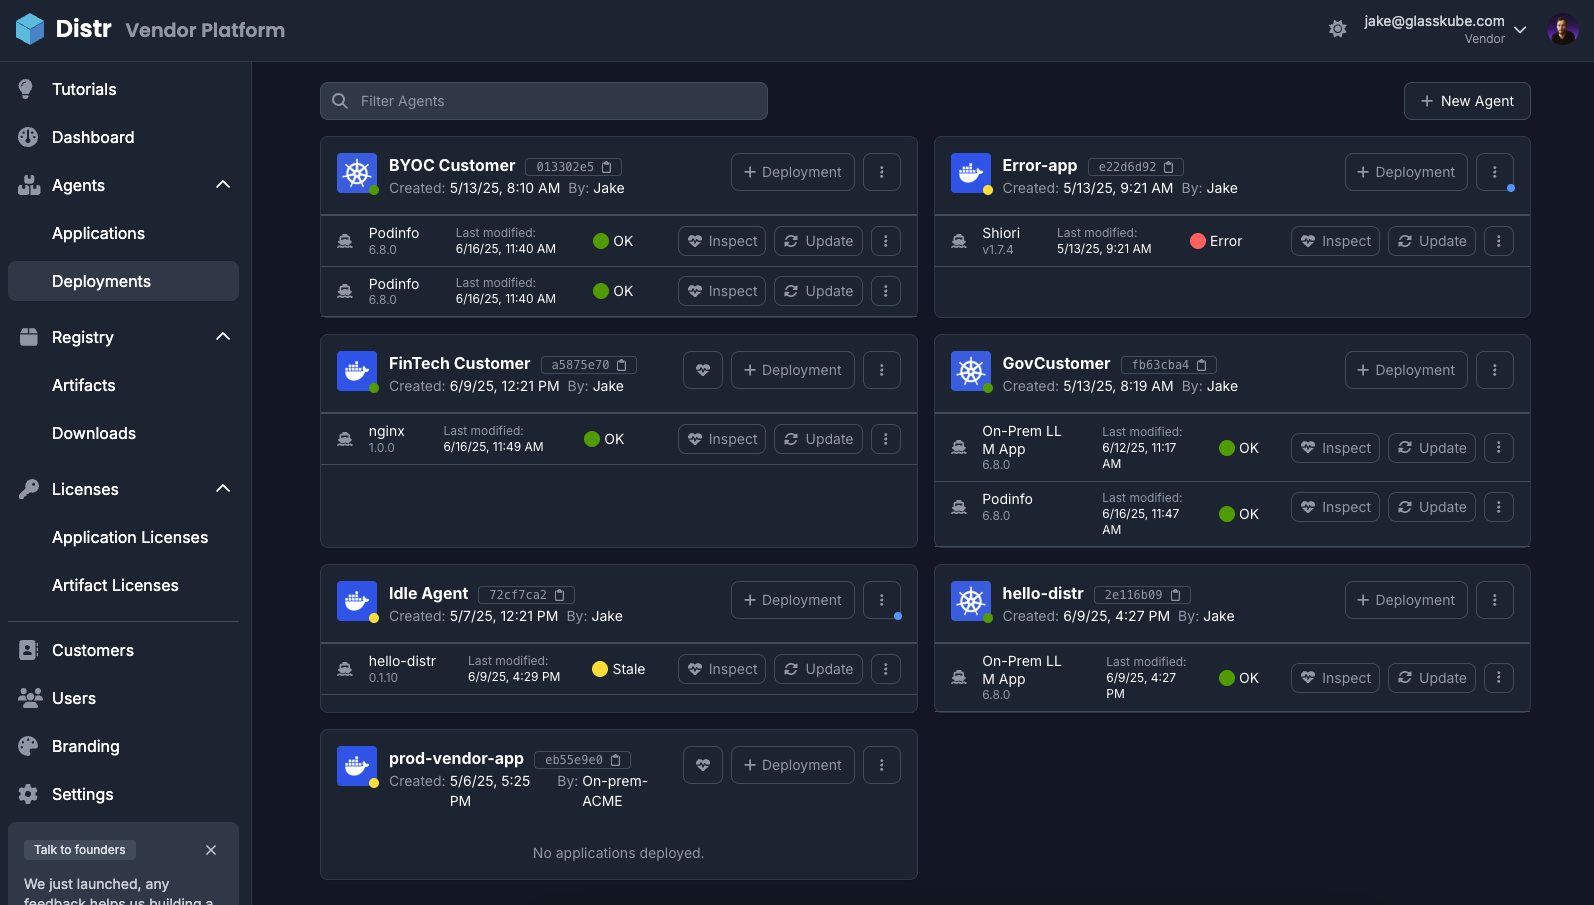 Distr Vendor Platform
jake@glasskube.com
Vendor
Tutorials
Dashboard
Agents
Applications
Deployments
Registry
Artifacts
Downloads
Licenses
Application Licenses
Artifact Licenses
Customers
Users
Branding
Settings
Talk to founders
We just launched, any
feedback helps us building a
Filter Agents
New Agent
BYOC Customer 013302e5
Created: 5/13/25, 8:10 AM By: Jake
Deployment
Podinfo
6.8.0
Last modified:
6/16/25, 11:40 AM
OK
Inspect Update
Podinfo
6.8.0
Last modified:
6/16/25, 11:40 AM
OK
Inspect Update
Error-app e22d6d92
Created: 5/13/25, 9:21 AM By: Jake
Deployment
Shiori
v1.7.4
Last modified:
5/13/25, 9:21 AM
Error
Inspect Update
FinTech Customer a5875e70
Created: 6/9/25, 12:21 PM By: Jake
Deployment
nginx
1.0.0
Last modified:
6/16/25, 11:49 AM
OK
Inspect Update
GovCustomer fb63cba4
Created: 5/13/25, 8:19 AM By: Jake
Deployment
On-Prem LL
M App
6.8.0
Last modified:
6/12/25, 11:17
AM
OK
Inspect Update
Podinfo
6.8.0
Last modified:
6/16/25, 11:47
AM
OK
Inspect Update
Idle Agent 72cf7ca2
Created: 5/7/25, 12:21 PM By: Jake
Deployment
hello-distr
0.1.10
Last modified:
6/9/25, 4:29 PM
Stale
Inspect Update
hello-distr 2e116b09
Created: 6/9/25, 4:27 PM By: Jake
Deployment
On-Prem LL
M App
6.8.0
Last modified:
6/9/25, 4:27
PM
OK
Inspect Update
prod-vendor-app eb55e9e0
Created: 5/6/25, 5:25 By: On-prem-
PM ACME
Deployment
No applications deployed.